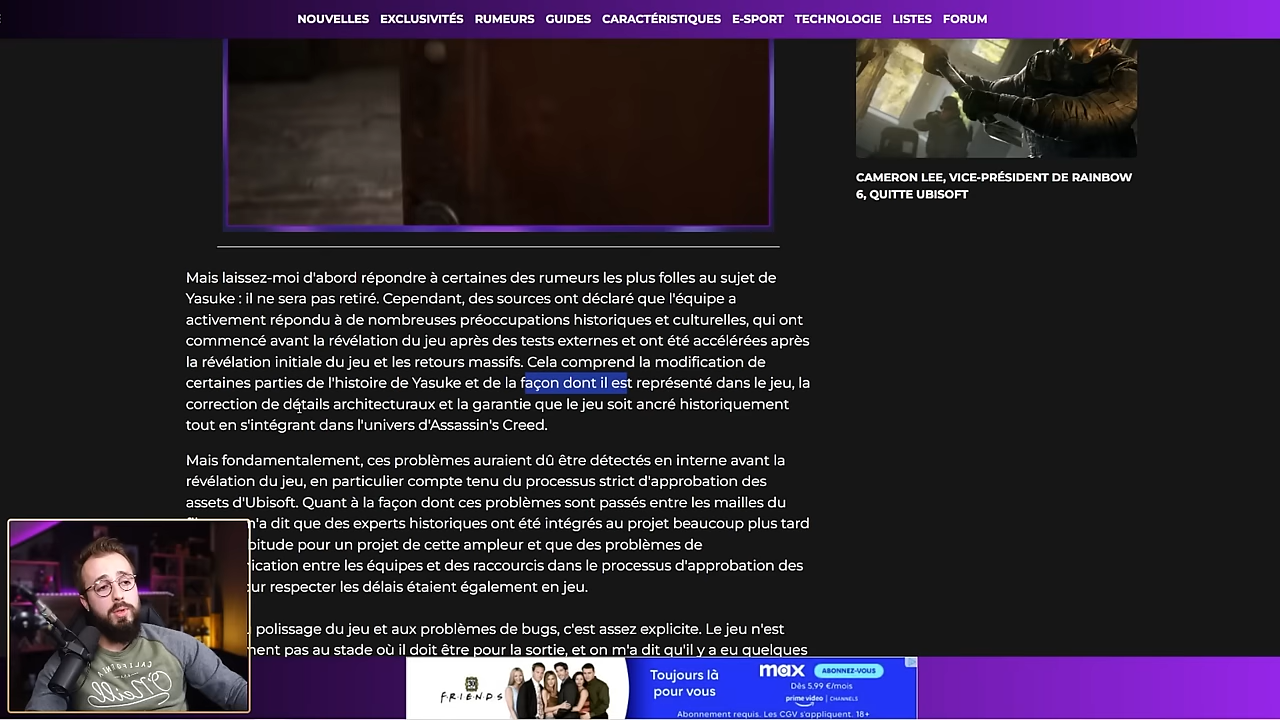 NOUVELLES EXCLUSIVITÉS RUMEURS GUIDES CARACTÉRISTIQUES E-SPORT TECHNOLOGIE LISTES FORUM
CAMERON LEE, VICE-PRÉSIDENT DE RAINBOW
6, QUITTE UBISOFT
Mais laissez-moi d'abord répondre à certaines des rumeurs les plus folles au sujet de
Yasuke : il ne sera pas retiré. Cependant, des sources ont déclaré que l'équipe a
activement répondu à de nombreuses préoccupations historiques et culturelles, qui ont
commencé avant la révélation du jeu après des tests externes et ont été accélérées après
la révélation initiale du jeu et les retours massifs. Cela comprend la modification de
certaines parties de l'histoire de Yasuke et de la façon dont il est représenté dans le jeu, la
correction de détails architecturaux et la garantie que le jeu soit ancré historiquement
tout en s'intégrant dans l'univers d'Assassin's Creed.
Mais fondamentalement, ces problèmes auraient dû être détectés en interne avant la
révélation du jeu, en particulier compte tenu du processus strict d'approbation des
assets d'Ubisoft. Quant à la façon dont ces problèmes sont passés entre les mailles du
m'a dit que des experts historiques ont été intégrés au projet beaucoup plus tard
pour un projet de cette ampleur et que des problèmes de
entre les équipes et des raccourcis dans le processus d'approbation des
respecter les délais étaient également en jeu.
polissage du jeu et aux problèmes de bugs, c'est assez explicite. Le jeu n'est
pas au stade où il doit être pour la sortie, et on m'a dit qu'il y a eu quelques
CALIFORNIA
O'Neill
FRIENDS
Toujours là
pour vous
max
ABONNEZ-VOUS
Dès 5,99 €/mois
prime video | CHANNELS
Abonnement requis. Les CGV s'appliquent. 18+